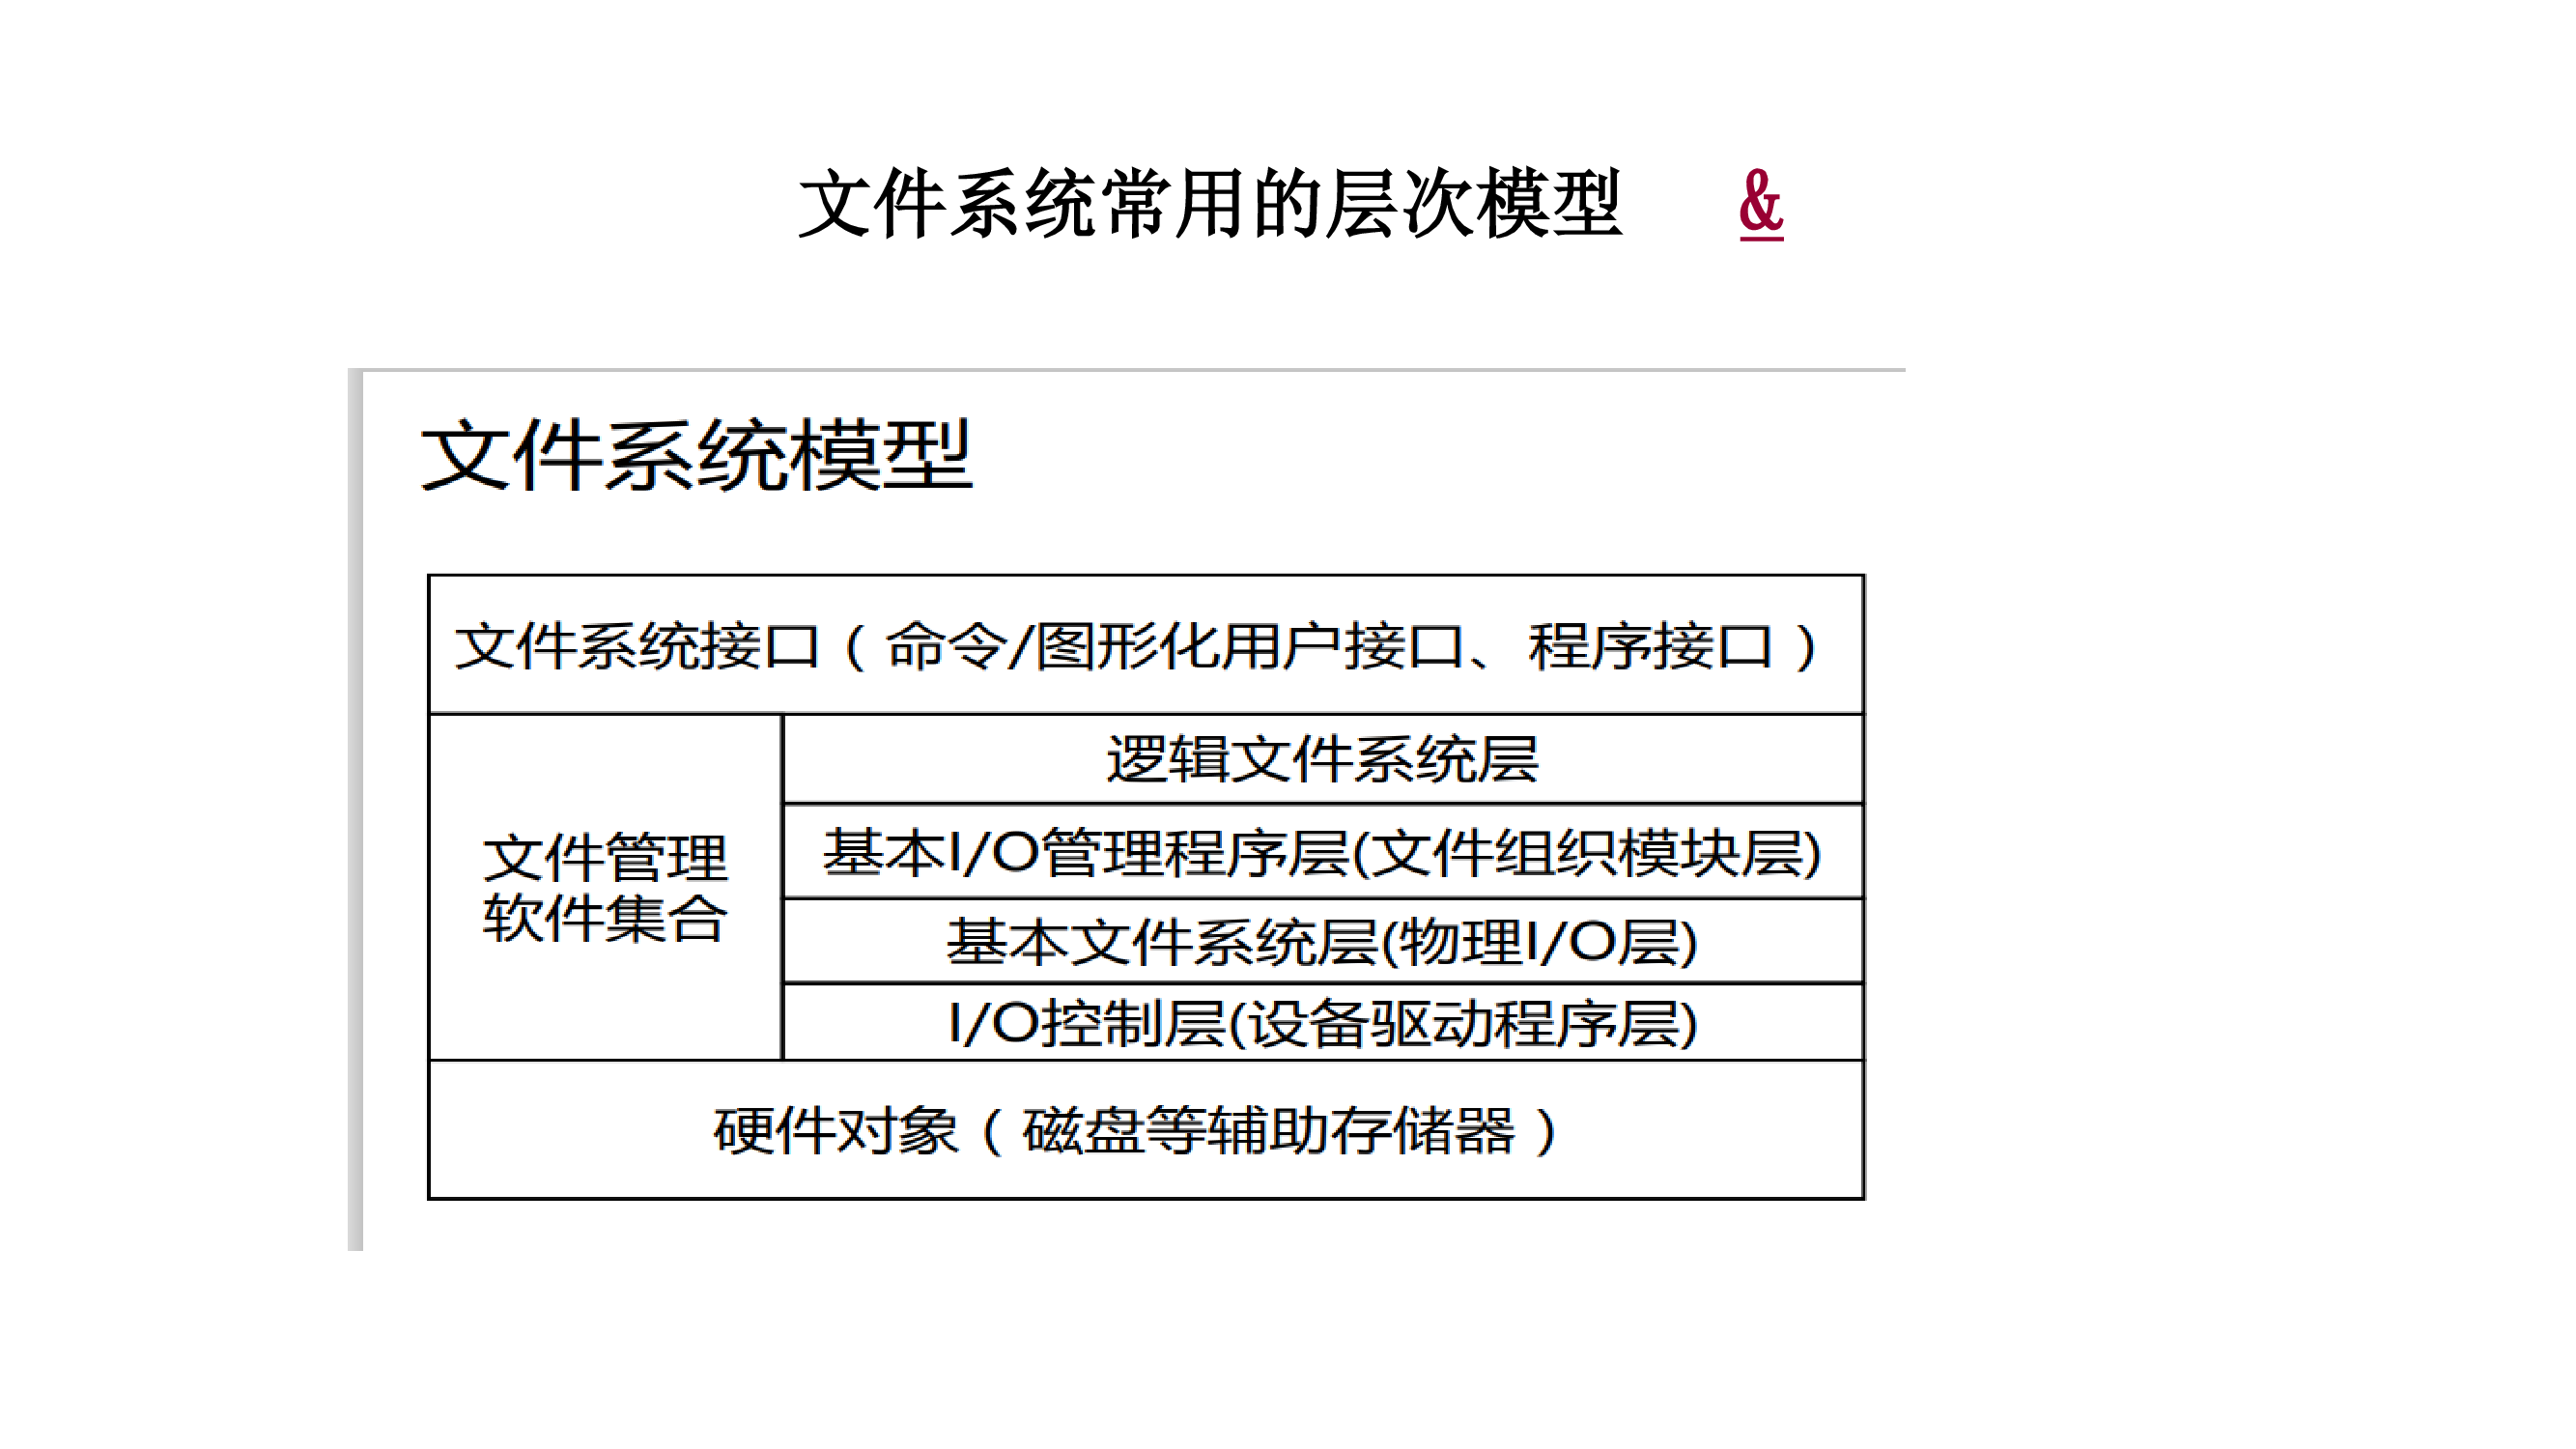 文件系统常用的层次模型 &
文件系统模型
文件系统接口（命令/图形化用户接口、程序接口）
文件管理
软件集合
逻辑文件系统层
基本I/O管理程序层(文件组织模块层)
基本文件系统层(物理I/O层)
I/O控制层(设备驱动程序层)
硬件对象（磁盘等辅助存储器）